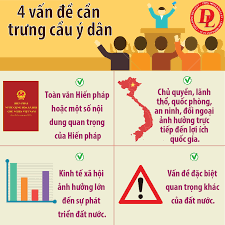 4 vấn đề cần
trưng cầu ý dân
DL
Toàn văn Hiến pháp
hoặc một số nội
dung quan trọng
của Hiến pháp
Chủ quyền, lãnh
thổ, quốc phòng,
an ninh, đối ngoại
ảnh hưởng trực
tiếp đến lợi ích
quốc gia.
Kinh tế xã hội
ảnh hưởng lớn
đến sự phát
triển đất nước.
Vấn đề đặc biệt
quan trọng khác
của đất nước.